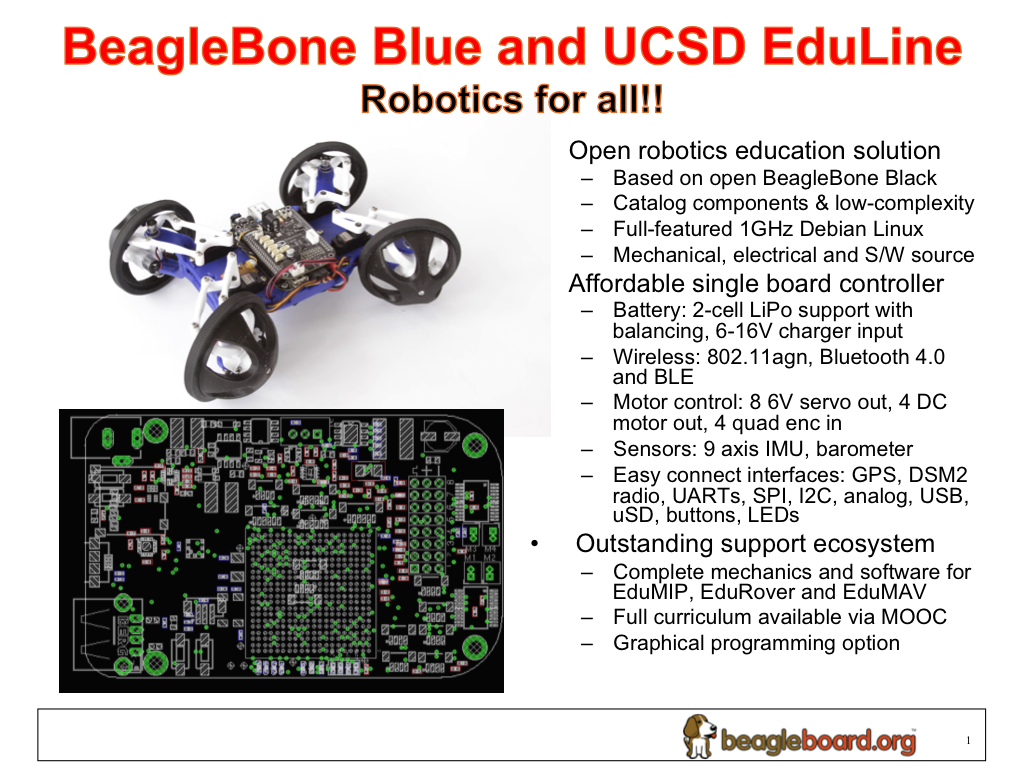 BeagleBone Blue and UCSD EduLine
Robotics for all!!
Open robotics education solution
– Based on open BeagleBone Black
– Catalog components & low-complexity
– Full-featured 1GHz Debian Linux
– Mechanical, electrical and S/W source
Affordable single board controller
– Battery: 2-cell LiPo support with
balancing, 6-16V charger input
– Wireless: 802.11agn, Bluetooth 4.0
and BLE
– Motor control: 8 6V servo out, 4 DC
motor out, 4 quad enc in
– Sensors: 9 axis IMU, barometer
– Easy connect interfaces: GPS, DSM2
radio, UARTs, SPI, I2C, analog, USB,
uSD, buttons, LEDs
• Outstanding support ecosystem
– Complete mechanics and software for
EduMIP, EduRover and EduMAV
– Full curriculum available via MOOC
– Graphical programming option
M3 M4
M2
beagleboard.org™
1